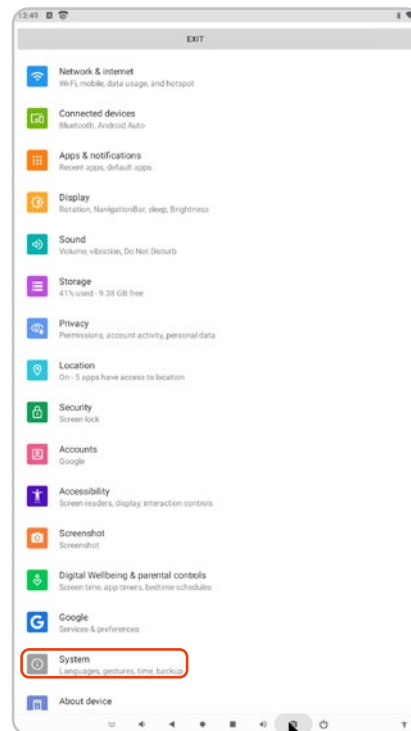 13:49
EXIT
Network & internet
Wi-Fi, mobile, data usage, and hotspot
Connected devices
Bluetooth, Android Auto
Apps & notifications
Recent apps, default apps
Display
Rotation, NavigationBar, sleep, Brightness
Sound
Volume, vibration, Do Not Disturb
Storage
41% used - 9.38 GB free
Privacy
Permissions, account activity, personal data
Location
On - 5 apps have access to location
Security
Screen lock
Accounts
Google
Accessibility
Screen readers, display, interaction controls
Screenshot
Screenshot
Digital Wellbeing & parental controls
Screen time, app timers, bedtime schedules
Google
Services & preferences
System
Languages, gestures, time, backup
About device